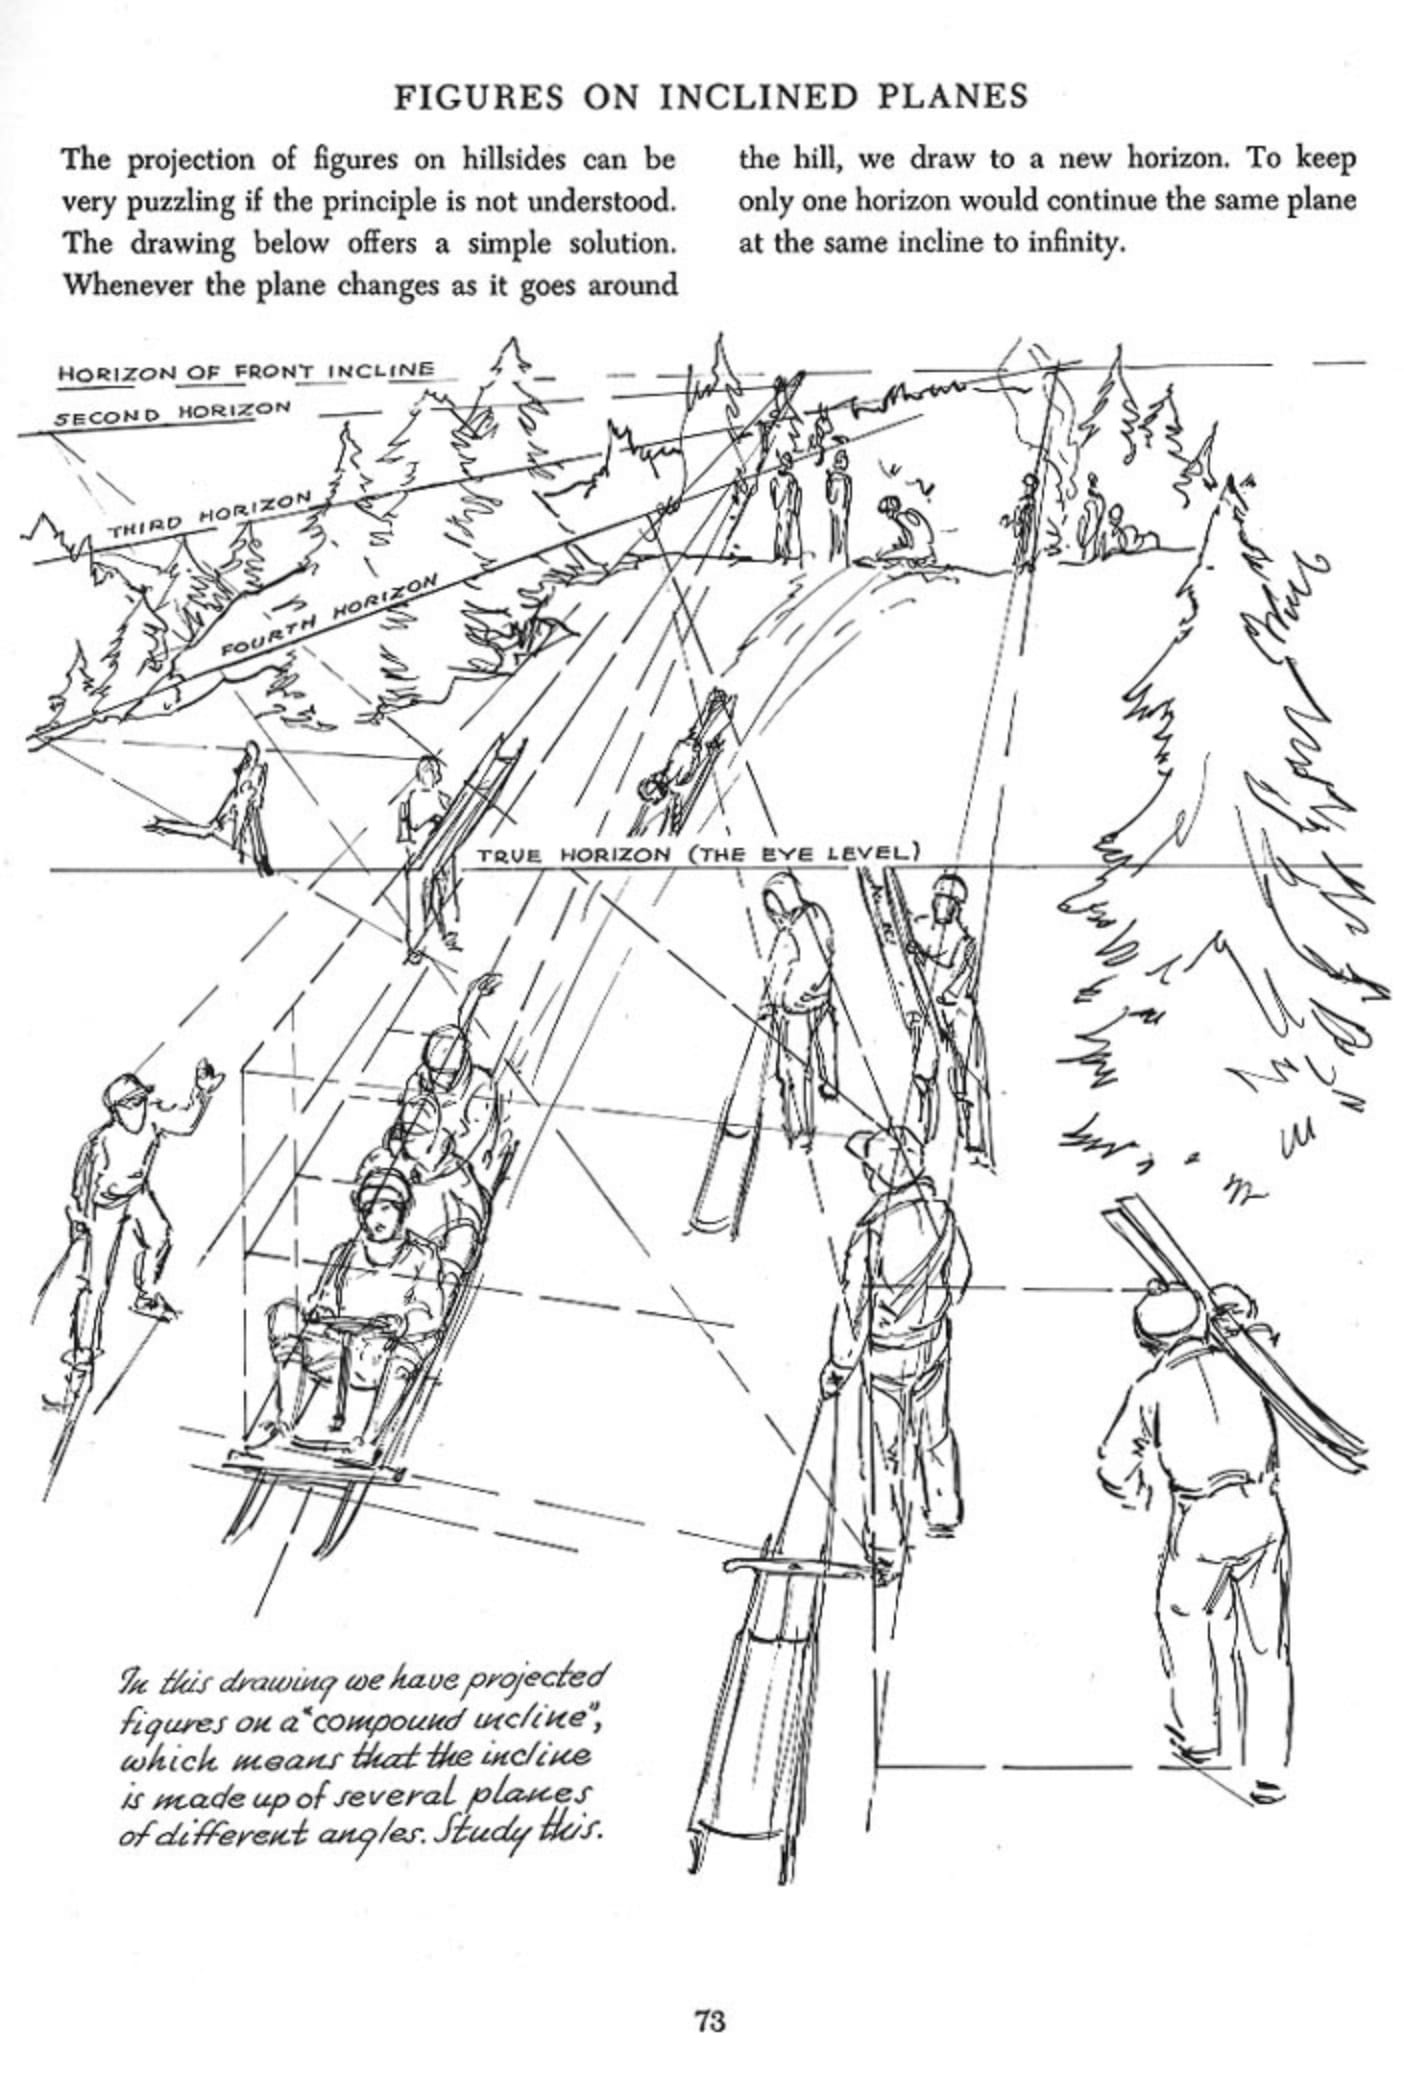 FIGURES ON INCLINED PLANES
The projection of figures on hillsides can be
very puzzling if the principle is not understood.
The drawing below offers a simple solution.
Whenever the plane changes as it goes around
the hill, we draw to a new horizon. To keep
only one horizon would continue the same plane
at the same incline to infinity.
HORIZON OF FRONT INCLINE
SECOND HORIZON
THIRD HORIZON
FOURTH HORIZON
TRUE HORIZON (THE EYE LEVEL)
In this drawing we have projected
figures on a "compound incline",
which means that the incline
is made up of several planes
of different angles. Study this.
73